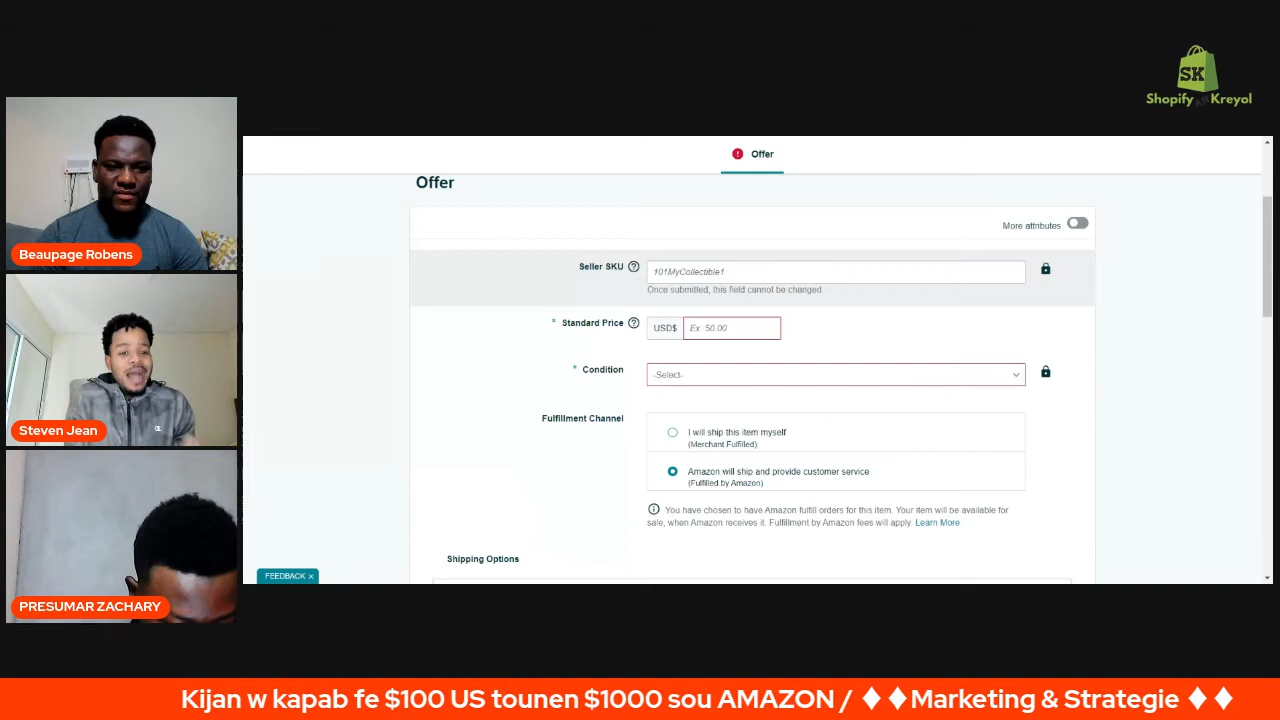 SK
Shopify AN Kreyol
Beaupage Robens
Steven Jean
PRESUMAR ZACHARY
Offer
Offer
More attributes
Seller SKU
101MyCollectible1
Once submitted, this field cannot be changed
* Standard Price
USD$
Ex. 50.00
* Condition
-Select-
Fulfillment Channel
I will ship this item myself
(Merchant Fulfilled)
Amazon will ship and provide customer service
(Fulfilled by Amazon)
You have chosen to have Amazon fulfill orders for this item. Your item will be available for
sale, when Amazon receives it. Fulfillment by Amazon fees will apply. Learn More
Shipping Options
FEEDBACK ×
Kijan w kapab fe $100 US tounen $1000 sou AMAZON / ♦♦Marketing & Strategie ♦♦